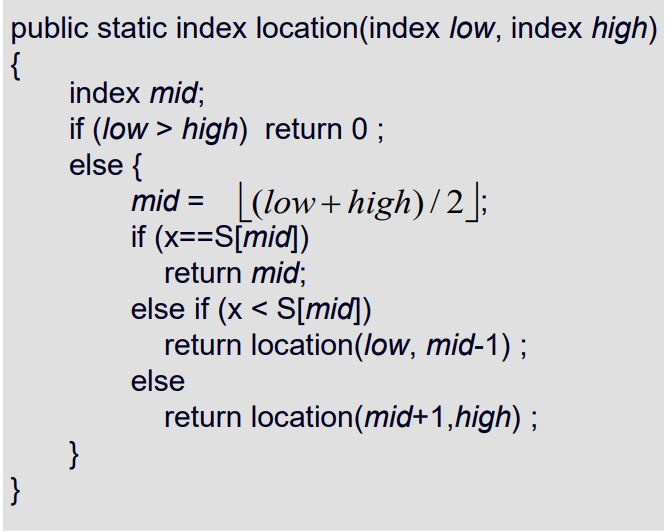 public static index location(index low, index high)
{
index mid;
if (low > high) return 0 ;
else {
mid = ⌊(low + high) / 2⌋;
if (x==S[mid])
return mid;
else if (x < S[mid])
return location(low, mid-1) ;
else
return location(mid+1,high) ;
}
}